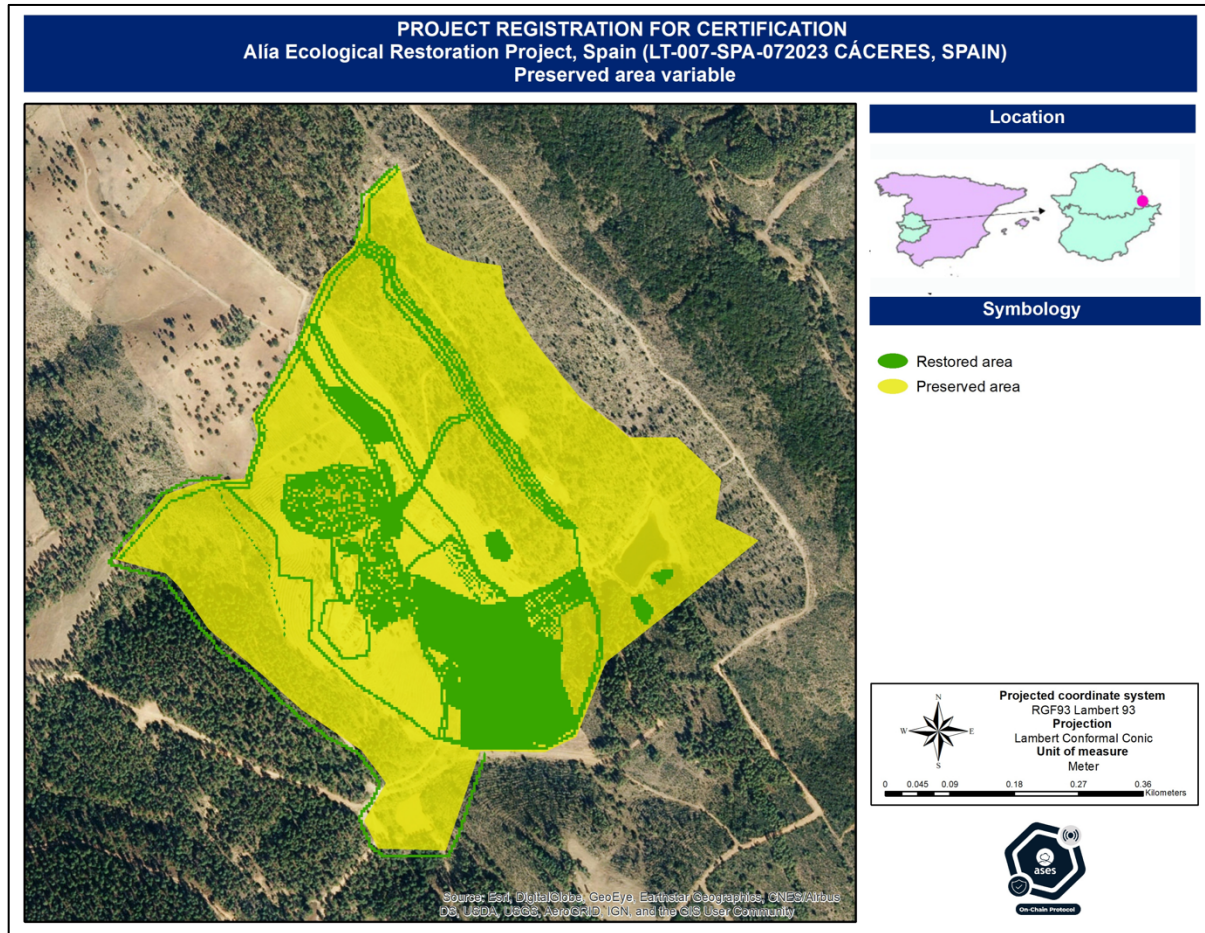 PROJECT REGISTRATION FOR CERTIFICATION
Alía Ecological Restoration Project, Spain (LT-007-SPA-072023 CÁCERES, SPAIN)
Preserved area variable
Location
Symbology
Restored area
Preserved area
Projected coordinate system
RGF93 Lambert 93
Projection
Lambert Conformal Conic
Unit of measure
Meter
N
W E
S
0 0.045 0.09 0.18 0.27 0.36
Kilometers
ases
On-Chain Protocol
Source: Esri, DigitalGlobe, GeoEye, Earthstar Geographics, CNES/Airbus
DS, USDA, USGS, AeroGRID, IGN, and the GIS User Community